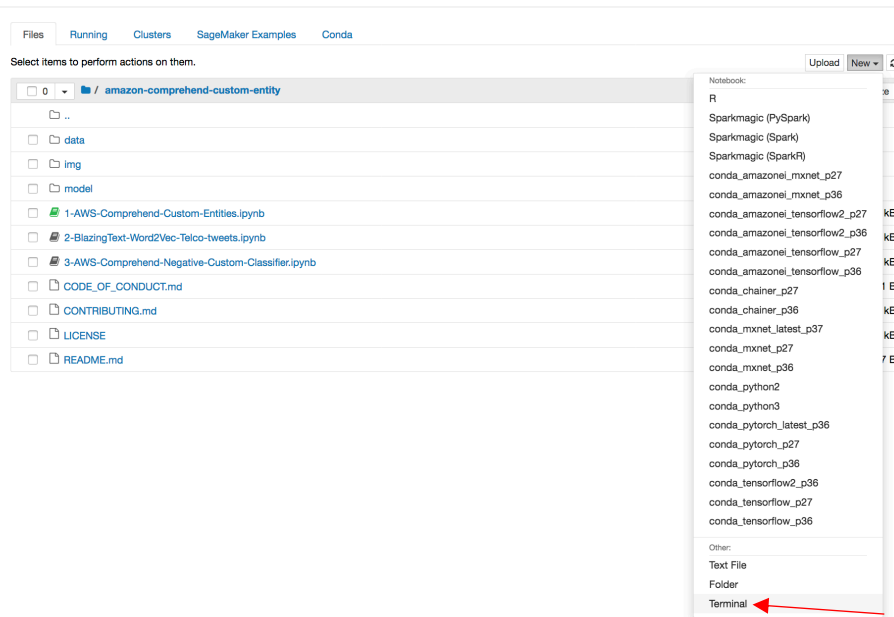 Files Running Clusters SageMaker Examples Conda
Select items to perform actions on them.
Upload New
0 / amazon-comprehend-custom-entity
..
data
img
model
1-AWS-Comprehend-Custom-Entities.ipynb
2-BlazingText-Word2Vec-Telco-tweets.ipynb
3-AWS-Comprehend-Negative-Custom-Classifier.ipynb
CODE_OF_CONDUCT.md
CONTRIBUTING.md
LICENSE
README.md
Notebook:
R
Sparkmagic (PySpark)
Sparkmagic (Spark)
Sparkmagic (SparkR)
conda_amazonei_mxnet_p27
conda_amazonei_mxnet_p36
conda_amazonei_tensorflow2_p27
conda_amazonei_tensorflow2_p36
conda_amazonei_tensorflow_p27
conda_amazonei_tensorflow_p36
conda_chainer_p27
conda_chainer_p36
conda_mxnet_latest_p37
conda_mxnet_p27
conda_mxnet_p36
conda_python2
conda_python3
conda_pytorch_latest_p36
conda_pytorch_p27
conda_pytorch_p36
conda_tensorflow2_p36
conda_tensorflow_p27
conda_tensorflow_p36
Other:
Text File
Folder
Terminal